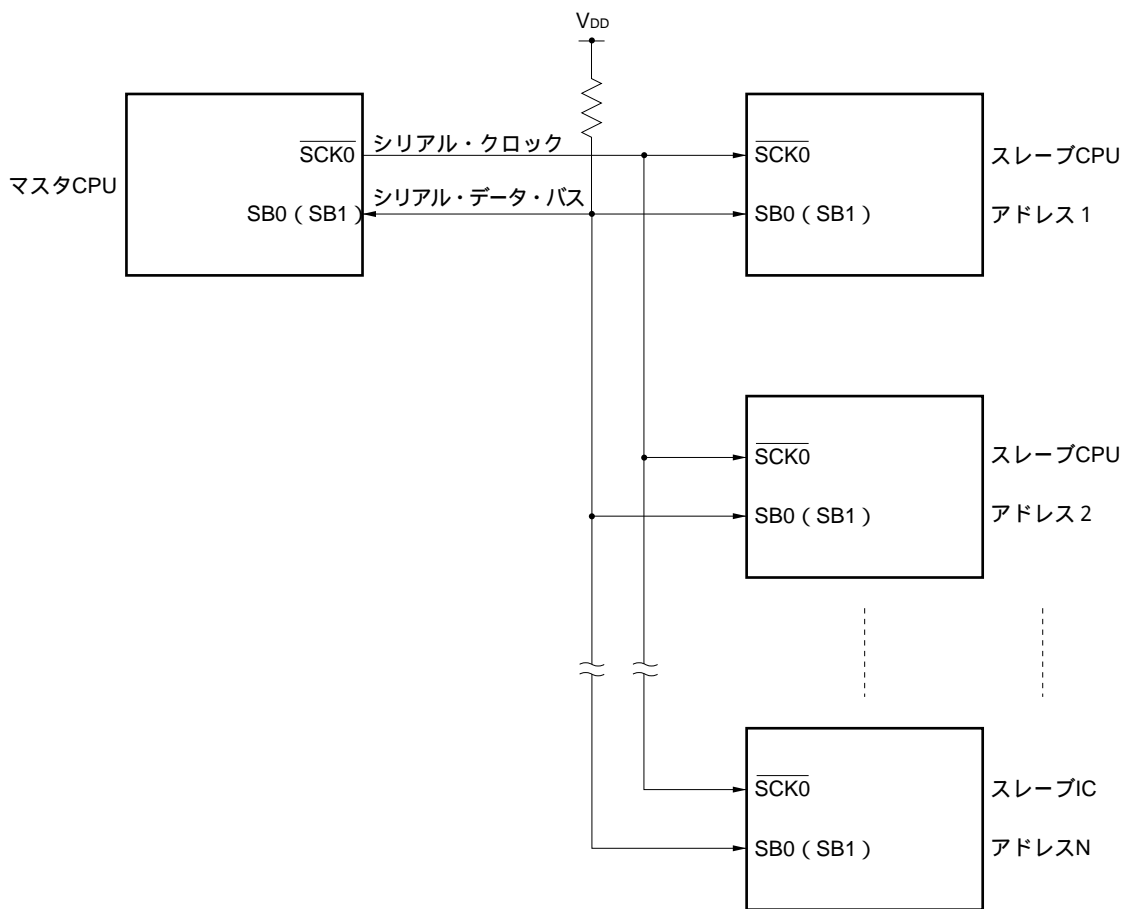 VDD
SCK0
シリアル・クロック
SCK0
スレーブCPU
マスタCPU
シリアル・データ・バス
SB0（SB1）
SB0（SB1）
アドレス1
SCK0
スレーブCPU
SB0（SB1）
アドレス2
SCK0
スレーブIC
SB0（SB1）
アドレスN